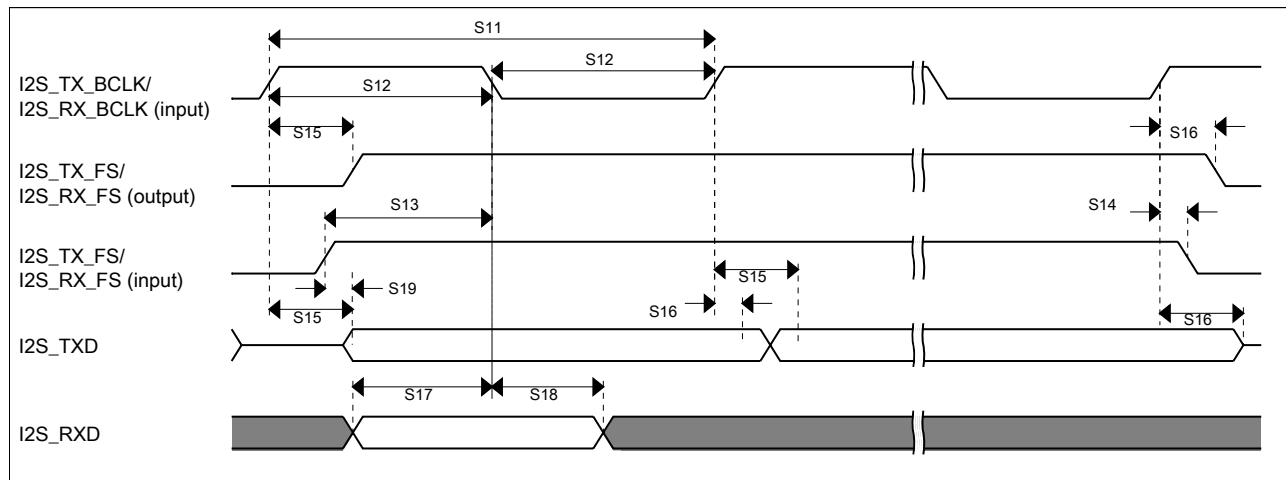 S11
S12
I2S_TX_BCLK/
I2S_RX_BCLK (input)
S12
S15
S16
I2S_TX_FS/
I2S_RX_FS (output)
S13
S14
I2S_TX_FS/
I2S_RX_FS (input)
S15
S19
S15
S16
S16
I2S_TXD
S17
S18
I2S_RXD